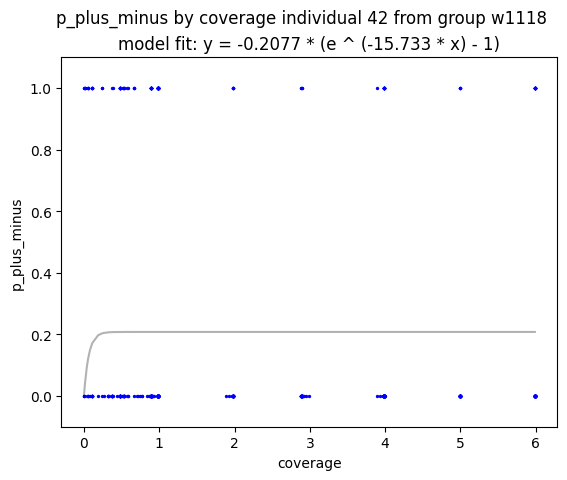 p_plus_minus by coverage individual 42 from group w1118
model fit: y = -0.2077 * (e ^ (-15.733 * x) - 1)
1.0
0.8
0.6
0.4
0.2
0.0
p_plus_minus
0 1 2 3 4 5 6
coverage